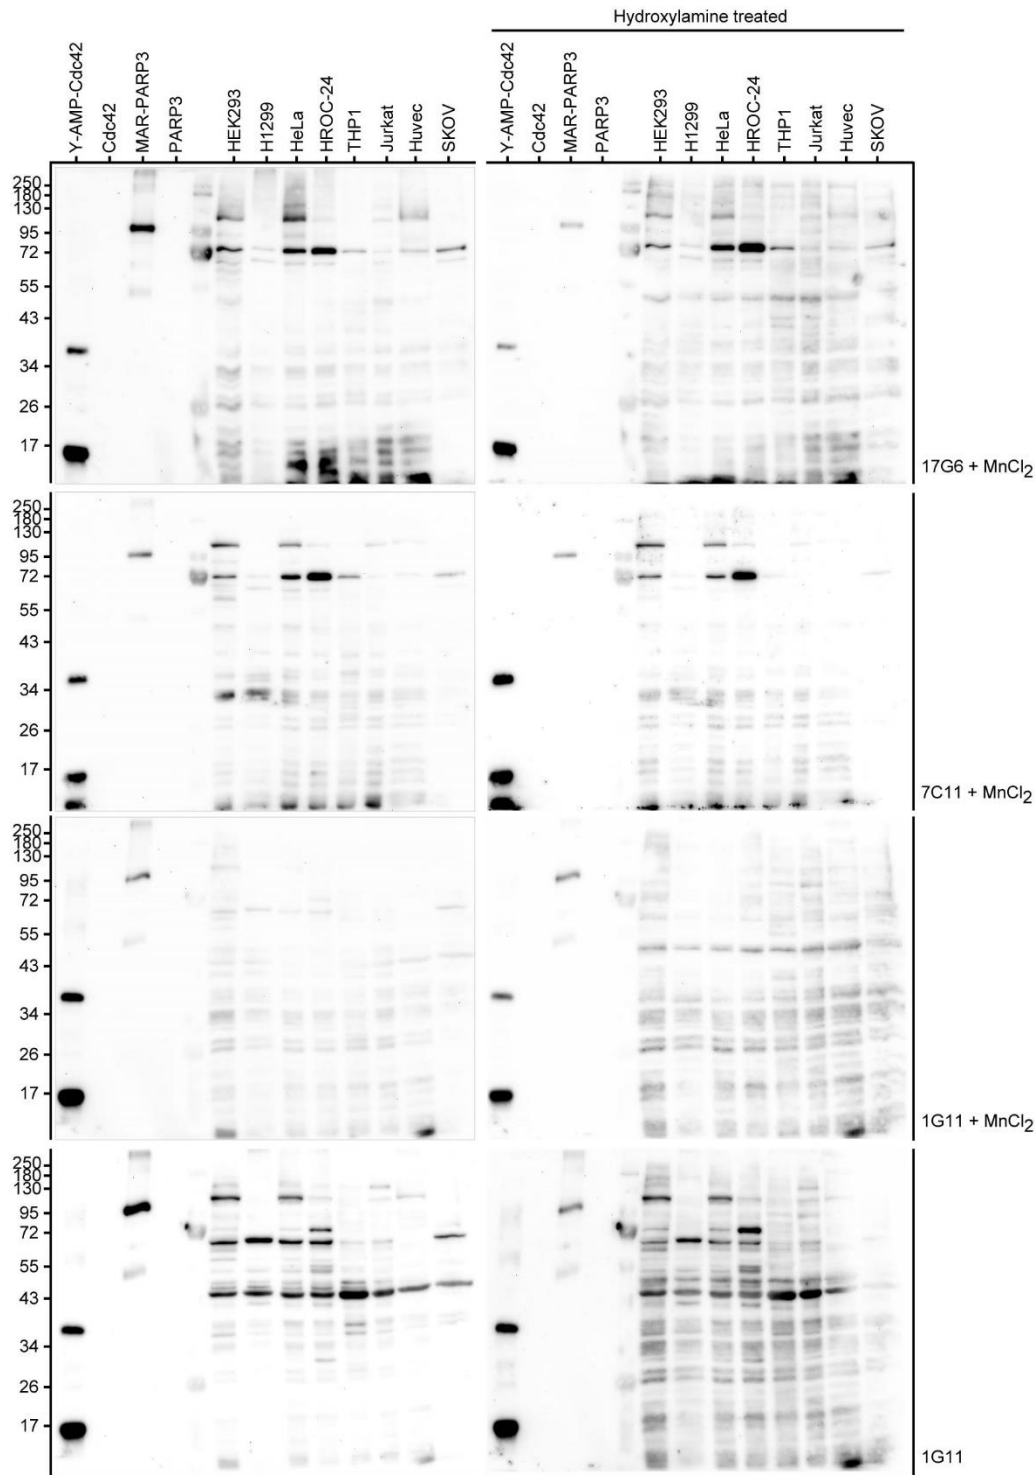 Hydroxylamine treated
Y-AMP-Cdc42
Cdc42
MAR-PARP3
PARP3
HEK293
H1299
HeLa
HROC-24
THP1
Jurkat
Huvec
SKOV
Y-AMP-Cdc42
Cdc42
MAR-PARP3
PARP3
HEK293
H1299
HeLa
HROC-24
THP1
Jurkat
Huvec
SKOV
250
180
130
95
72
55
43
34
26
17
17G6 + MnCl2
250
180
130
95
72
55
43
34
26
17
7C11 + MnCl2
250
180
130
95
72
55
43
34
26
17
1G11 + MnCl2
250
180
130
95
72
55
43
34
26
17
1G11